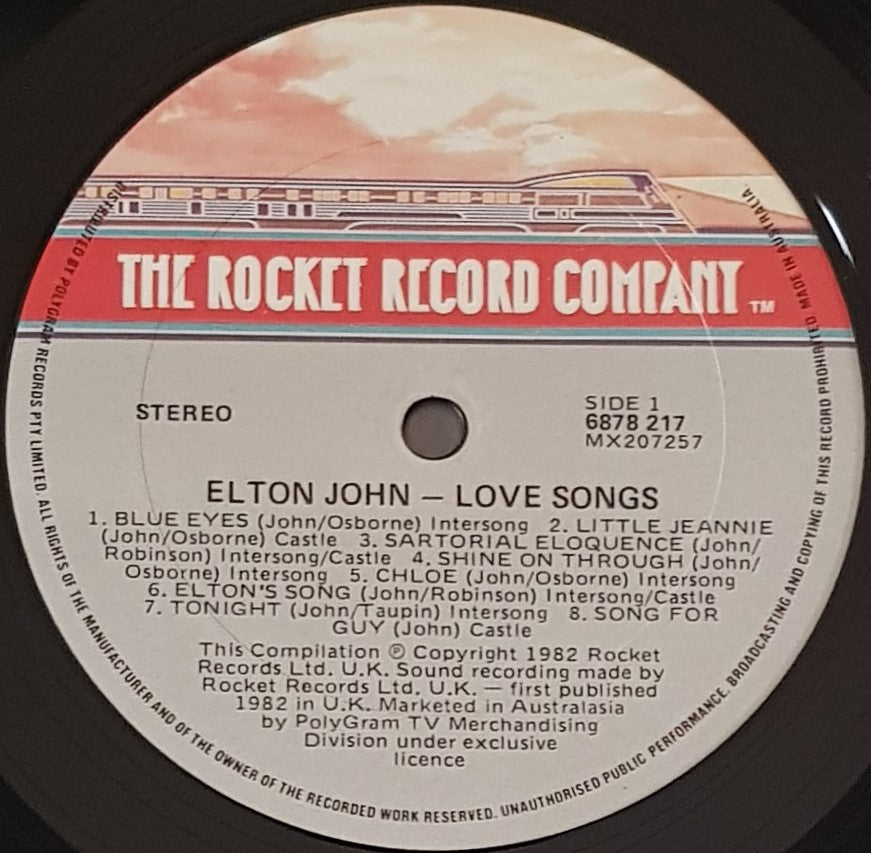 THE ROCKET RECORD COMPANY TM
STEREO
SIDE 1
6878 217
MX207257
ELTON JOHN – LOVE SONGS
1. BLUE EYES (John/Osborne) Intersong 2. LITTLE JEANNIE
(John/Osborne) Castle 3. SARTORIAL ELOQUENCE (John/
Robinson) Intersong/Castle 4. SHINE ON THROUGH (John/
Osborne) Intersong 5. CHLOE (John/Osborne) Intersong
6. ELTON'S SONG (John/Robinson) Intersong/Castle
7. TONIGHT (John/Taupin) Intersong 8. SONG FOR
GUY (John) Castle
This Compilation ℗ Copyright 1982 Rocket
Records Ltd. U.K. Sound recording made by
Rocket Records Ltd. U.K. — first published
1982 in U.K. Marketed in Australasia
by PolyGram TV Merchandising
Division under exclusive
licence
DISTRIBUTED BY POLYGRAM RECORDS PTY LIMITED. ALL RIGHTS OF THE MANUFACTURER AND OF THE OWNER OF THE RECORDED WORK RESERVED. UNAUTHORISED PUBLIC PERFORMANCE. BROADCASTING AND COPYING OF THIS RECORD PROHIBITED MADE IN AUSTRALIA.